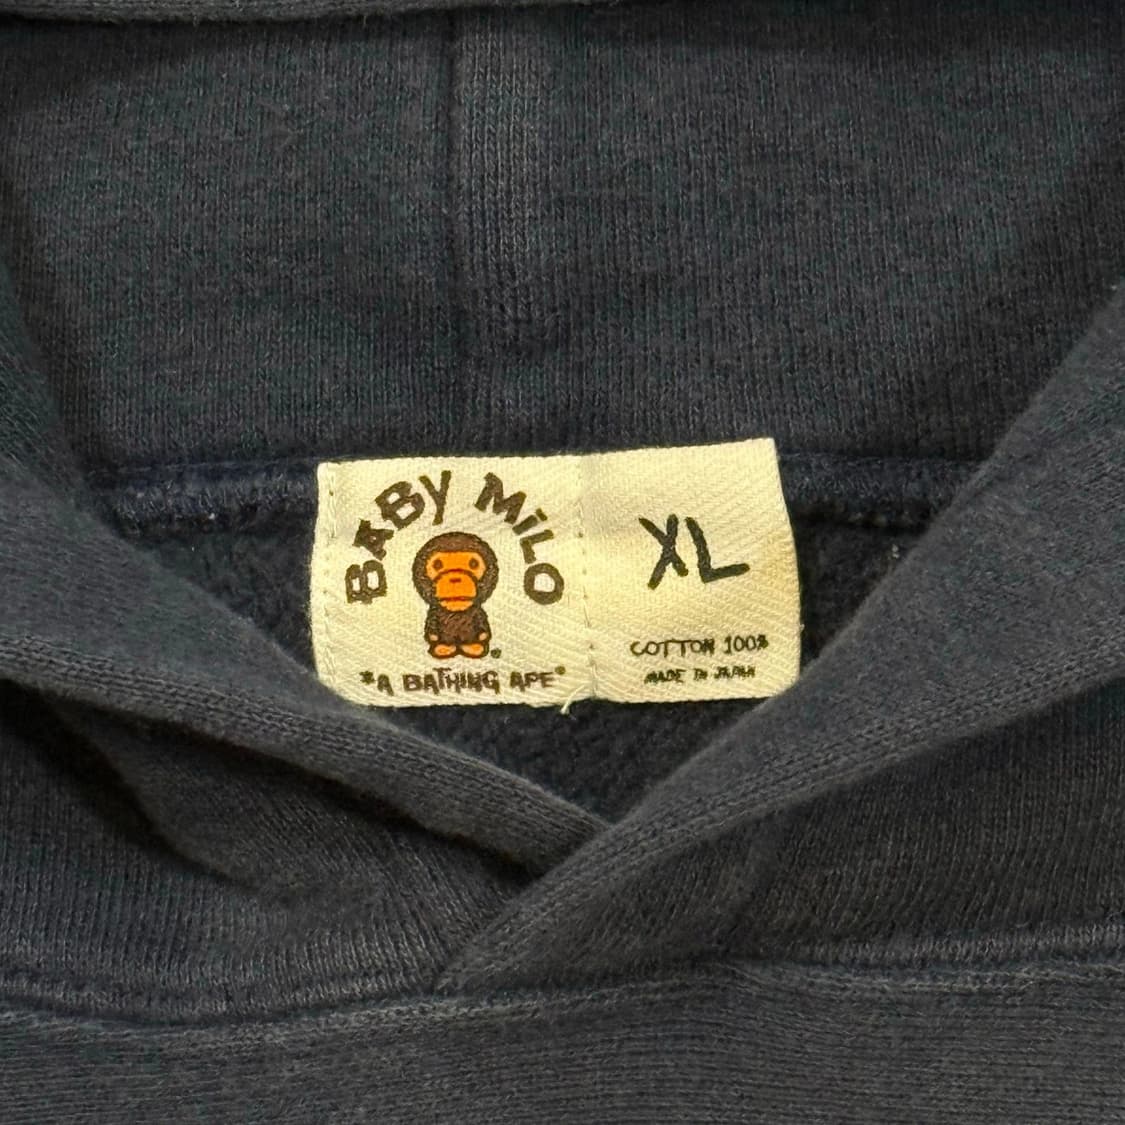 BABY MiLO
*A BATHING APE®
XL
COTTON 100%
MADE IN JAPAN